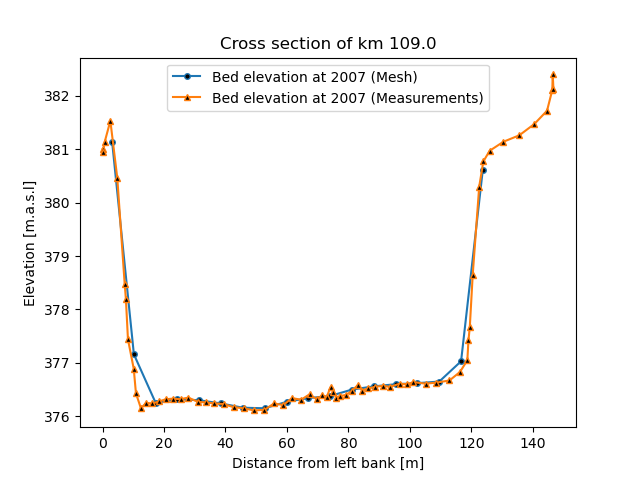 Cross section of km 109.0
Bed elevation at 2007 (Mesh)
Bed elevation at 2007 (Measurements)
Elevation [m.a.s.l]
382
381
380
379
378
377
376
0 20 40 60 80 100 120 140
Distance from left bank [m]